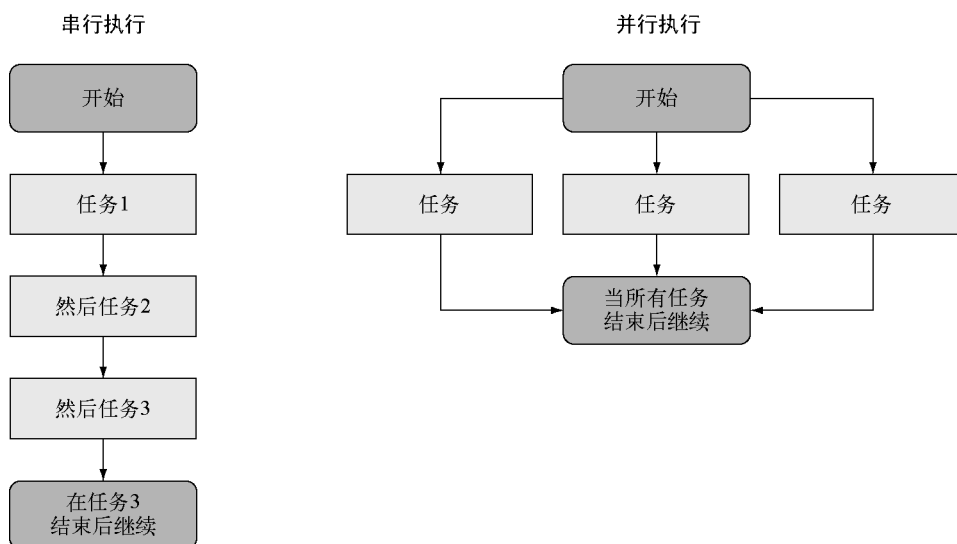 串行执行
开始
任务1
然后任务2
然后任务3
在任务3
结束后继续
并行执行
开始
任务
任务
任务
当所有任务
结束后继续